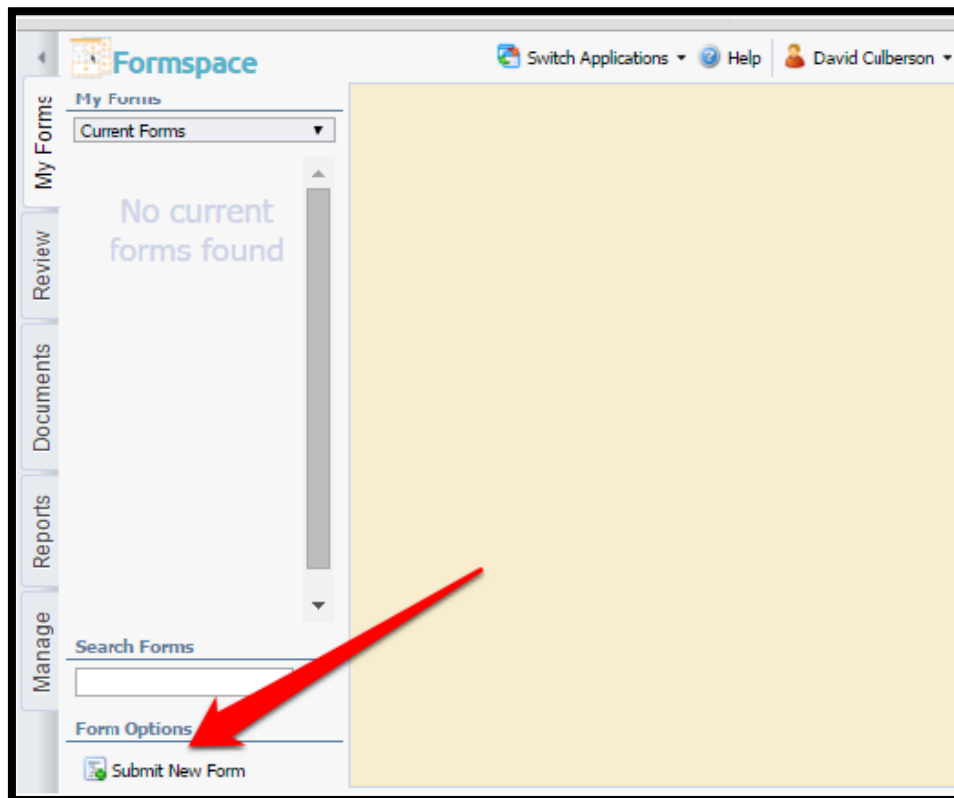 Formspace
Switch Applications
Help
David Culberson
My Forms
Review
Documents
Reports
Manage
My Forms
Current Forms
No current
forms found
Search Forms
Form Options
Submit New Form